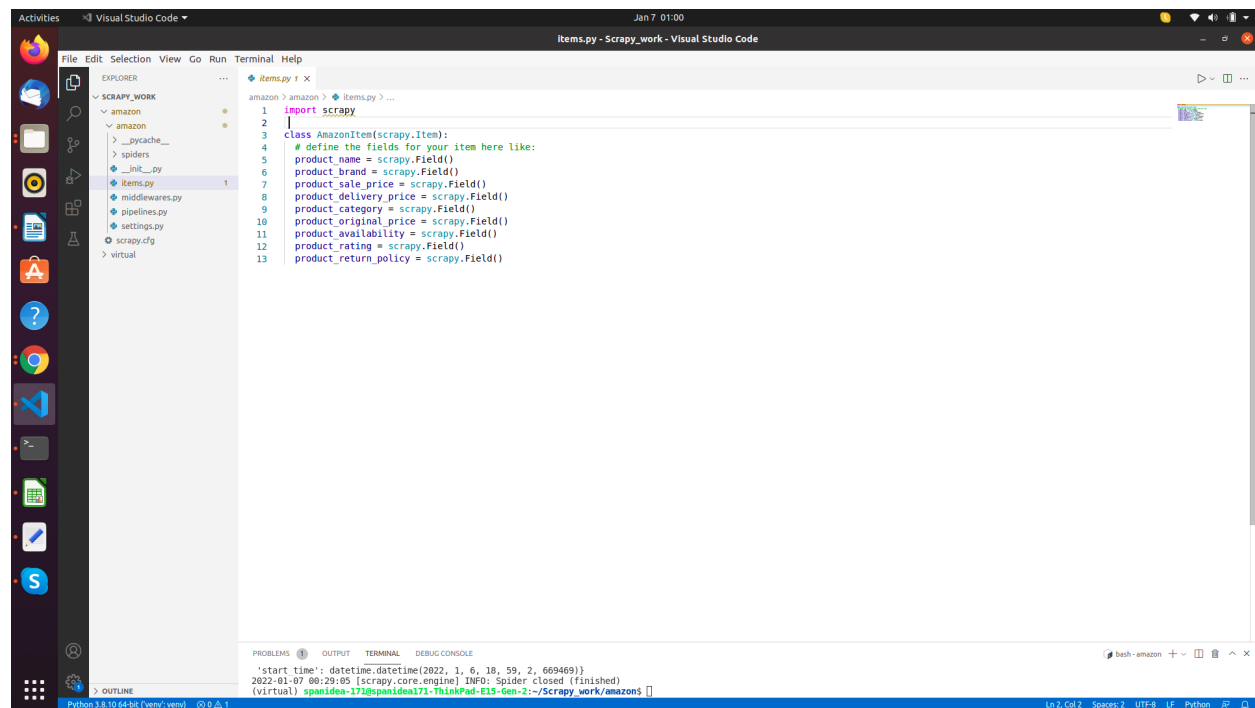 Activities Visual Studio Code Jan 7 01:00
items.py - Scrapy_work - Visual Studio Code
File Edit Selection View Go Run Terminal Help
EXPLORER
SCRAPY_WORK
amazon
amazon
__pycache__
spiders
__init__.py
items.py 1
middlewares.py
pipelines.py
settings.py
scrapy.cfg
virtual
OUTLINE
items.py 1
amazon > amazon > items.py > ...
1 import scrapy
2
3 class AmazonItem(scrapy.Item):
4 # define the fields for your item here like:
5 product_name = scrapy.Field()
6 product_brand = scrapy.Field()
7 product_sale_price = scrapy.Field()
8 product_delivery_price = scrapy.Field()
9 product_category = scrapy.Field()
10 product_original_price = scrapy.Field()
11 product_availability = scrapy.Field()
12 product_rating = scrapy.Field()
13 product_return_policy = scrapy.Field()
PROBLEMS 1 OUTPUT TERMINAL DEBUG CONSOLE bash - amazon
'start_time': datetime.datetime(2022, 1, 6, 18, 59, 2, 669469)}
2022-01-07 00:29:05 [scrapy.core.engine] INFO: Spider closed (finished)
(virtual) spanidea-171@spanidea171-ThinkPad-E15-Gen-2:~/Scrapy_work/amazon$
Python 3.8.10 64-bit ('venv': venv) 0 1 Ln 2, Col 2 Spaces: 2 UTF-8 LF Python